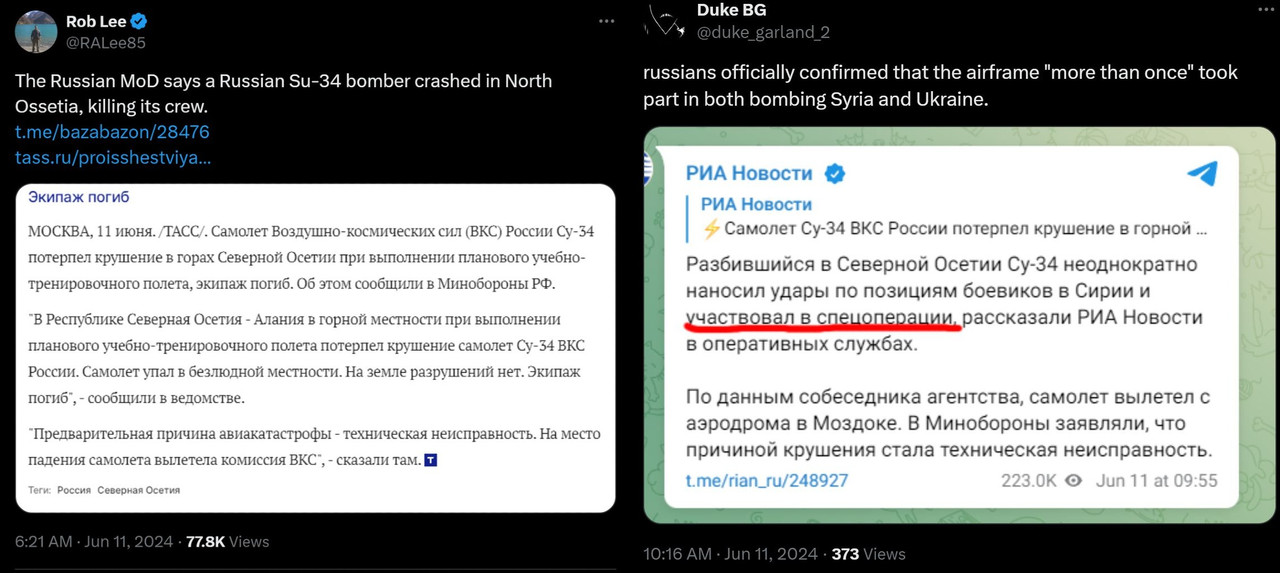 Rob Lee
@RALee85
The Russian MoD says a Russian Su-34 bomber crashed in North
Ossetia, killing its crew.
t.me/bazabazon/28476
tass.ru/proisshestviya...
Экипаж погиб
МОСКВА, 11 июня. /ТАСС/. Самолет Воздушно-космических сил (ВКС) России Су-34
потерпел крушение в горах Северной Осетии при выполнении планового учебно-
тренировочного полета, экипаж погиб. Об этом сообщили в Минобороны РФ.
"В Республике Северная Осетия - Алания в горной местности при выполнении
планового учебно-тренировочного полета потерпел крушение самолет Су-34 ВКС
России. Самолет упал в безлюдной местности. На земле разрушений нет. Экипаж
погиб", - сообщили в ведомстве.
"Предварительная причина авиакатастрофы - техническая неисправность. На место
падения самолета вылетела комиссия ВКС", - сказали там. Т
Теги: Россия Северная Осетия
6:21 AM · Jun 11, 2024 · 77.8K Views
Duke BG
@duke_garland_2
russians officially confirmed that the airframe "more than once" took
part in both bombing Syria and Ukraine.
РИА Новости
РИА Новости
⚡Самолет Су-34 ВКС России потерпел крушение в горной ...
Разбившийся в Северной Осетии Су-34 неоднократно
наносил удары по позициям боевиков в Сирии и
участвовал в спецоперации, рассказали РИА Новости
в оперативных службах.
По данным собеседника агентства, самолет вылетел с
аэродрома в Моздоке. В Минобороны заявляли, что
причиной крушения стала техническая неисправность.
t.me/rian_ru/248927 223.0K Jun 11 at 09:55
10:16 AM · Jun 11, 2024 · 373 Views